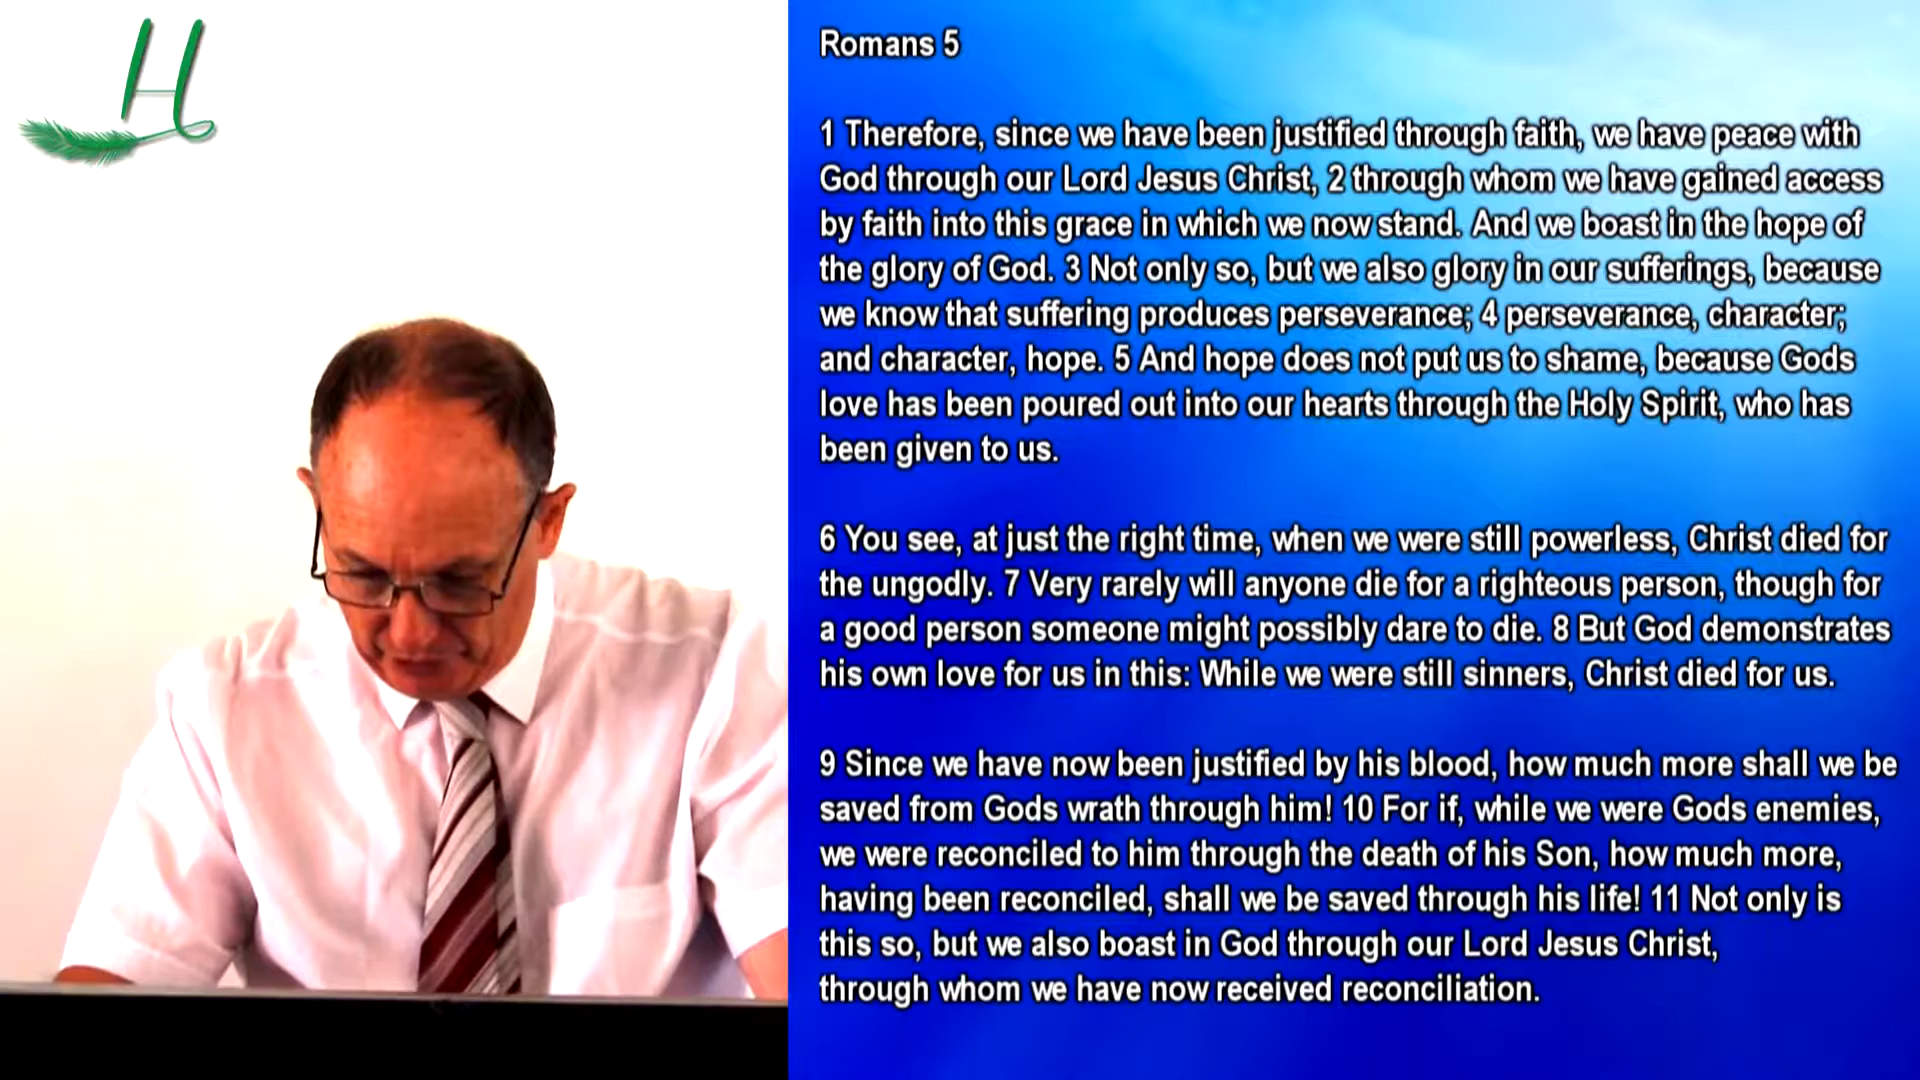 H
Romans 5
1 Therefore, since we have been justified through faith, we have peace with
God through our Lord Jesus Christ, 2 through whom we have gained access
by faith into this grace in which we now stand. And we boast in the hope of
the glory of God. 3 Not only so, but we also glory in our sufferings, because
we know that suffering produces perseverance; 4 perseverance, character;
and character, hope. 5 And hope does not put us to shame, because Gods
love has been poured out into our hearts through the Holy Spirit, who has
been given to us.
6 You see, at just the right time, when we were still powerless, Christ died for
the ungodly. 7 Very rarely will anyone die for a righteous person, though for
a good person someone might possibly dare to die. 8 But God demonstrates
his own love for us in this: While we were still sinners, Christ died for us.
9 Since we have now been justified by his blood, how much more shall we be
saved from Gods wrath through him! 10 For if, while we were Gods enemies,
we were reconciled to him through the death of his Son, how much more,
having been reconciled, shall we be saved through his life! 11 Not only is
this so, but we also boast in God through our Lord Jesus Christ,
through whom we have now received reconciliation.